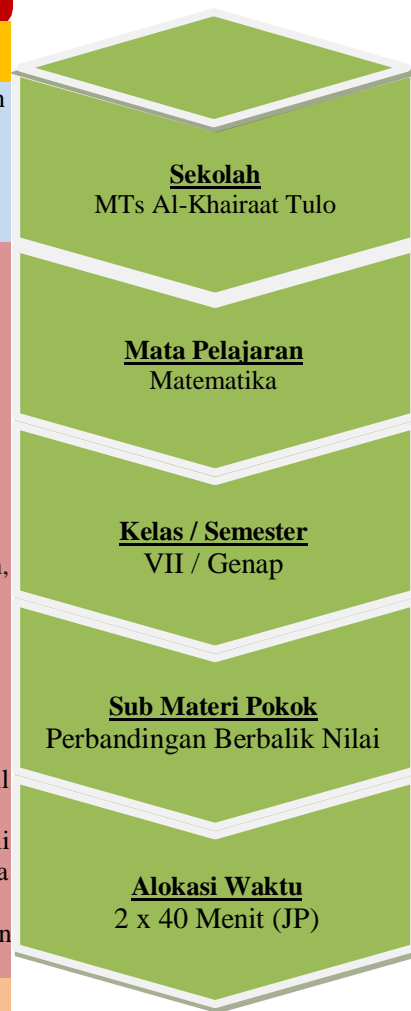 Sekolah
MTs Al-Khairaat Tulo
Mata Pelajaran
Matematika
Kelas / Semester
VII / Genap
Sub Materi Pokok
Perbandingan Berbalik Nilai
Alokasi Waktu
2 x 40 Menit (JP)